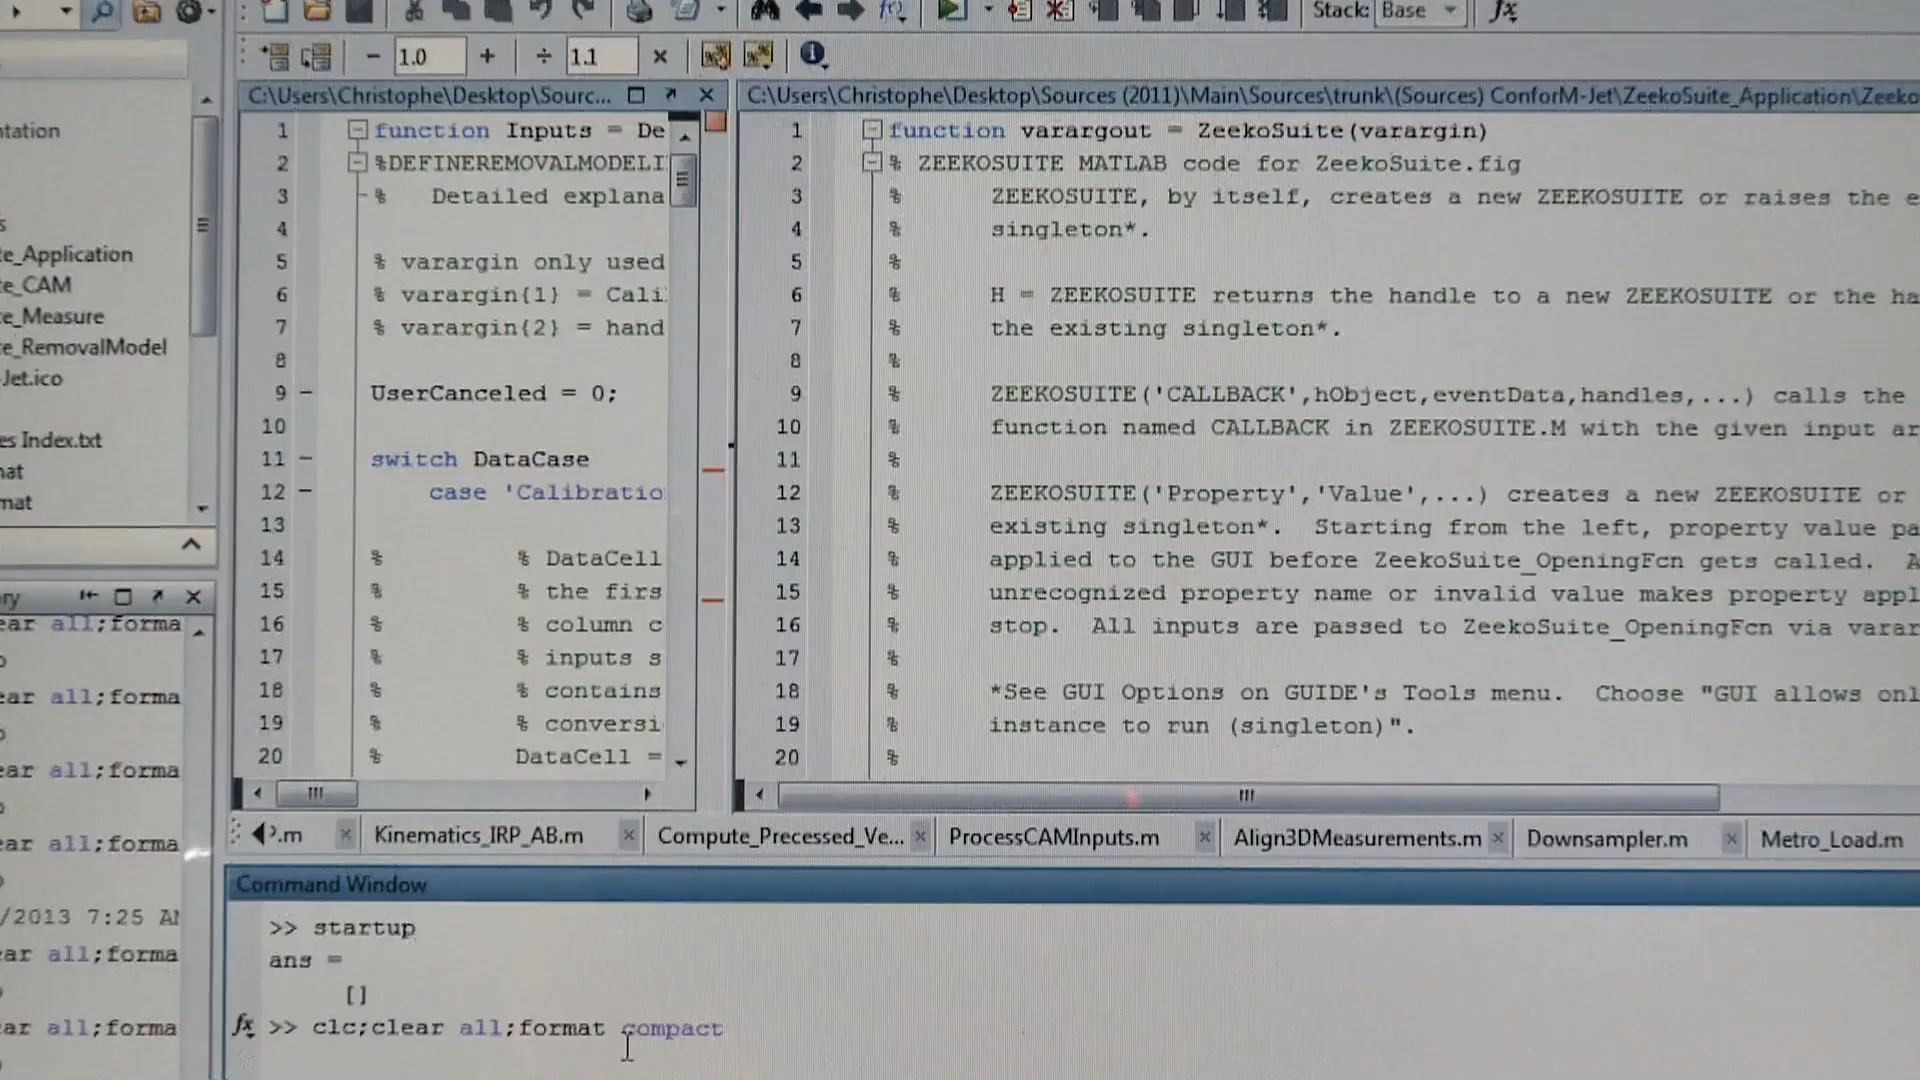 Stack: Base
1.0
1.1
C:\Users\Christophe\Desktop\Sourc...
1 function Inputs = De
2 %DEFINEREMOVALMODELI
3 % Detailed explana
4
5 % varargin only used
6 % varargin{1} = Cali
7 % varargin{2} = hand
8
9 UserCanceled = 0;
10
11 switch DataCase
12 case 'Calibratio
13
14 % % DataCell
15 % % the firs
16 % % column c
17 % % inputs s
18 % % contains
19 % % conversi
20 % DataCell =
C:\Users\Christophe\Desktop\Sources (2011)\Main\Sources\trunk\(Sources) ConforM-Jet\ZeekoSuite_Application\Zeeko
1 function varargout = ZeekoSuite(varargin)
2 % ZEEKOSUITE MATLAB code for ZeekoSuite.fig
3 % ZEEKOSUITE, by itself, creates a new ZEEKOSUITE or raises the e
4 % singleton*.
5 %
6 % H = ZEEKOSUITE returns the handle to a new ZEEKOSUITE or the ha
7 % the existing singleton*.
8 %
9 % ZEEKOSUITE('CALLBACK',hObject,eventData,handles,...) calls the
10 % function named CALLBACK in ZEEKOSUITE.M with the given input ar
11 %
12 % ZEEKOSUITE('Property','Value',...) creates a new ZEEKOSUITE or
13 % existing singleton*. Starting from the left, property value pa
14 % applied to the GUI before ZeekoSuite_OpeningFcn gets called. A
15 % unrecognized property name or invalid value makes property appl
16 % stop. All inputs are passed to ZeekoSuite_OpeningFcn via varar
17 %
18 % *See GUI Options on GUIDE's Tools menu. Choose "GUI allows onl
19 % instance to run (singleton)".
20 %
tation
s
te_Application
te_CAM
te_Measure
te_RemovalModel
-Jet.ico
es Index.txt
nat
mat
ory
ear all;forma
ear all;forma
ear all;forma
ear all;forma
/2013 7:25 AM
ear all;forma
ear all;forma
.m
Kinematics_IRP_AB.m
Compute_Precessed_Ve...
ProcessCAMInputs.m
Align3DMeasurements.m
Downsampler.m
Metro_Load.m
Command Window
>> startup
ans =
[]
fx >> clc;clear all;format compact